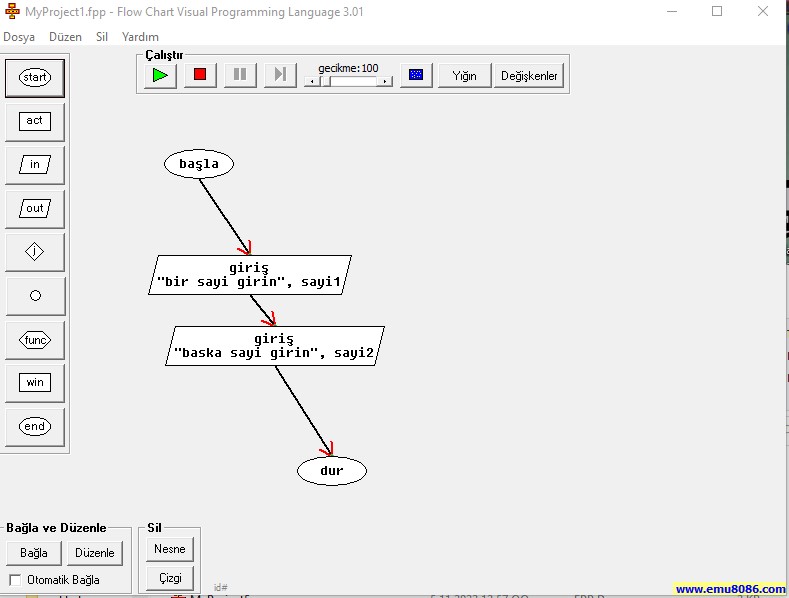 MyProject1.fpp - Flow Chart Visual Programming Language 3.01
Dosya Düzen Sil Yardım
Çalıştır
gecikme:100
Yığın
Değişkenler
start
act
in
out
j
func
win
end
başla
giriş
"bir sayi girin", sayi1
giriş
"baska sayi girin", sayi2
dur
Bağla ve Düzenle
Bağla
Düzenle
Otomatik Bağla
Sil
Nesne
Çizgi
id#
www.emu8086.com